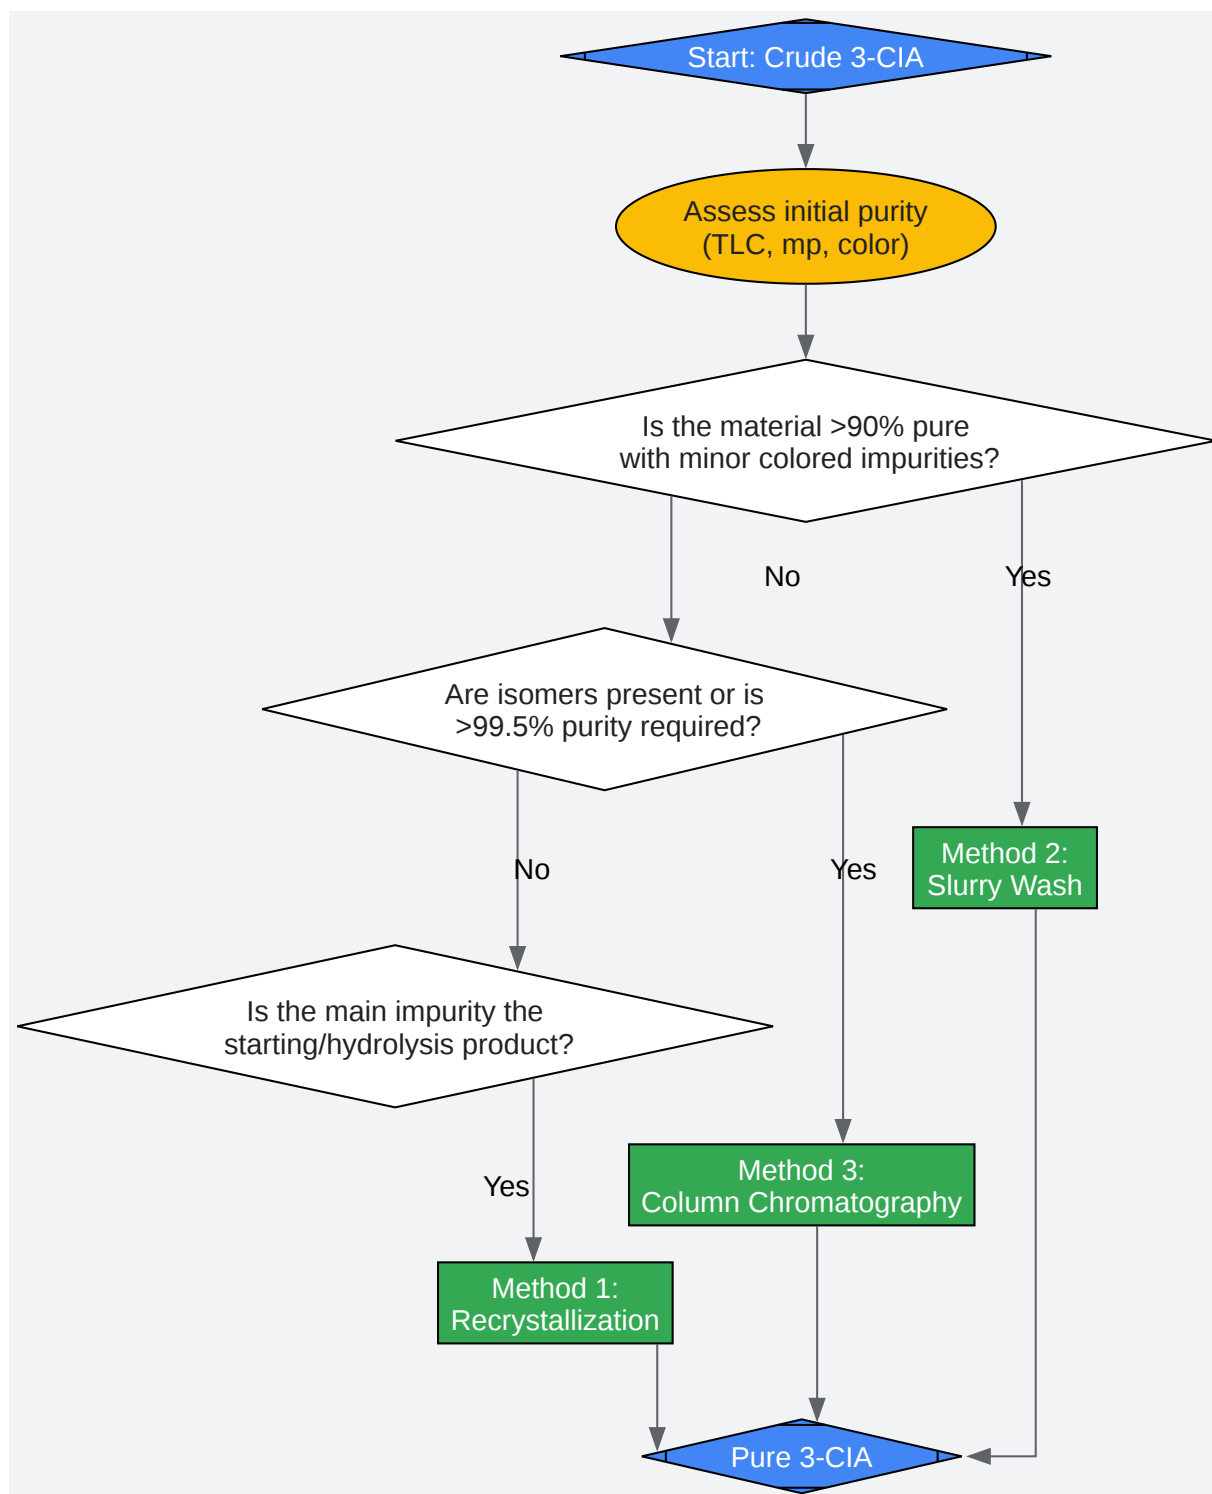 Start: Crude 3-CIA
Assess initial purity
(TLC, mp, color)
Is the material >90% pure
with minor colored impurities?
No
Yes
Are isomers present or is
>99.5% purity required?
No
Yes
Method 2:
Slurry Wash
Is the main impurity the
starting/hydrolysis product?
Yes
Method 3:
Column Chromatography
Method 1:
Recrystallization
Pure 3-CIA